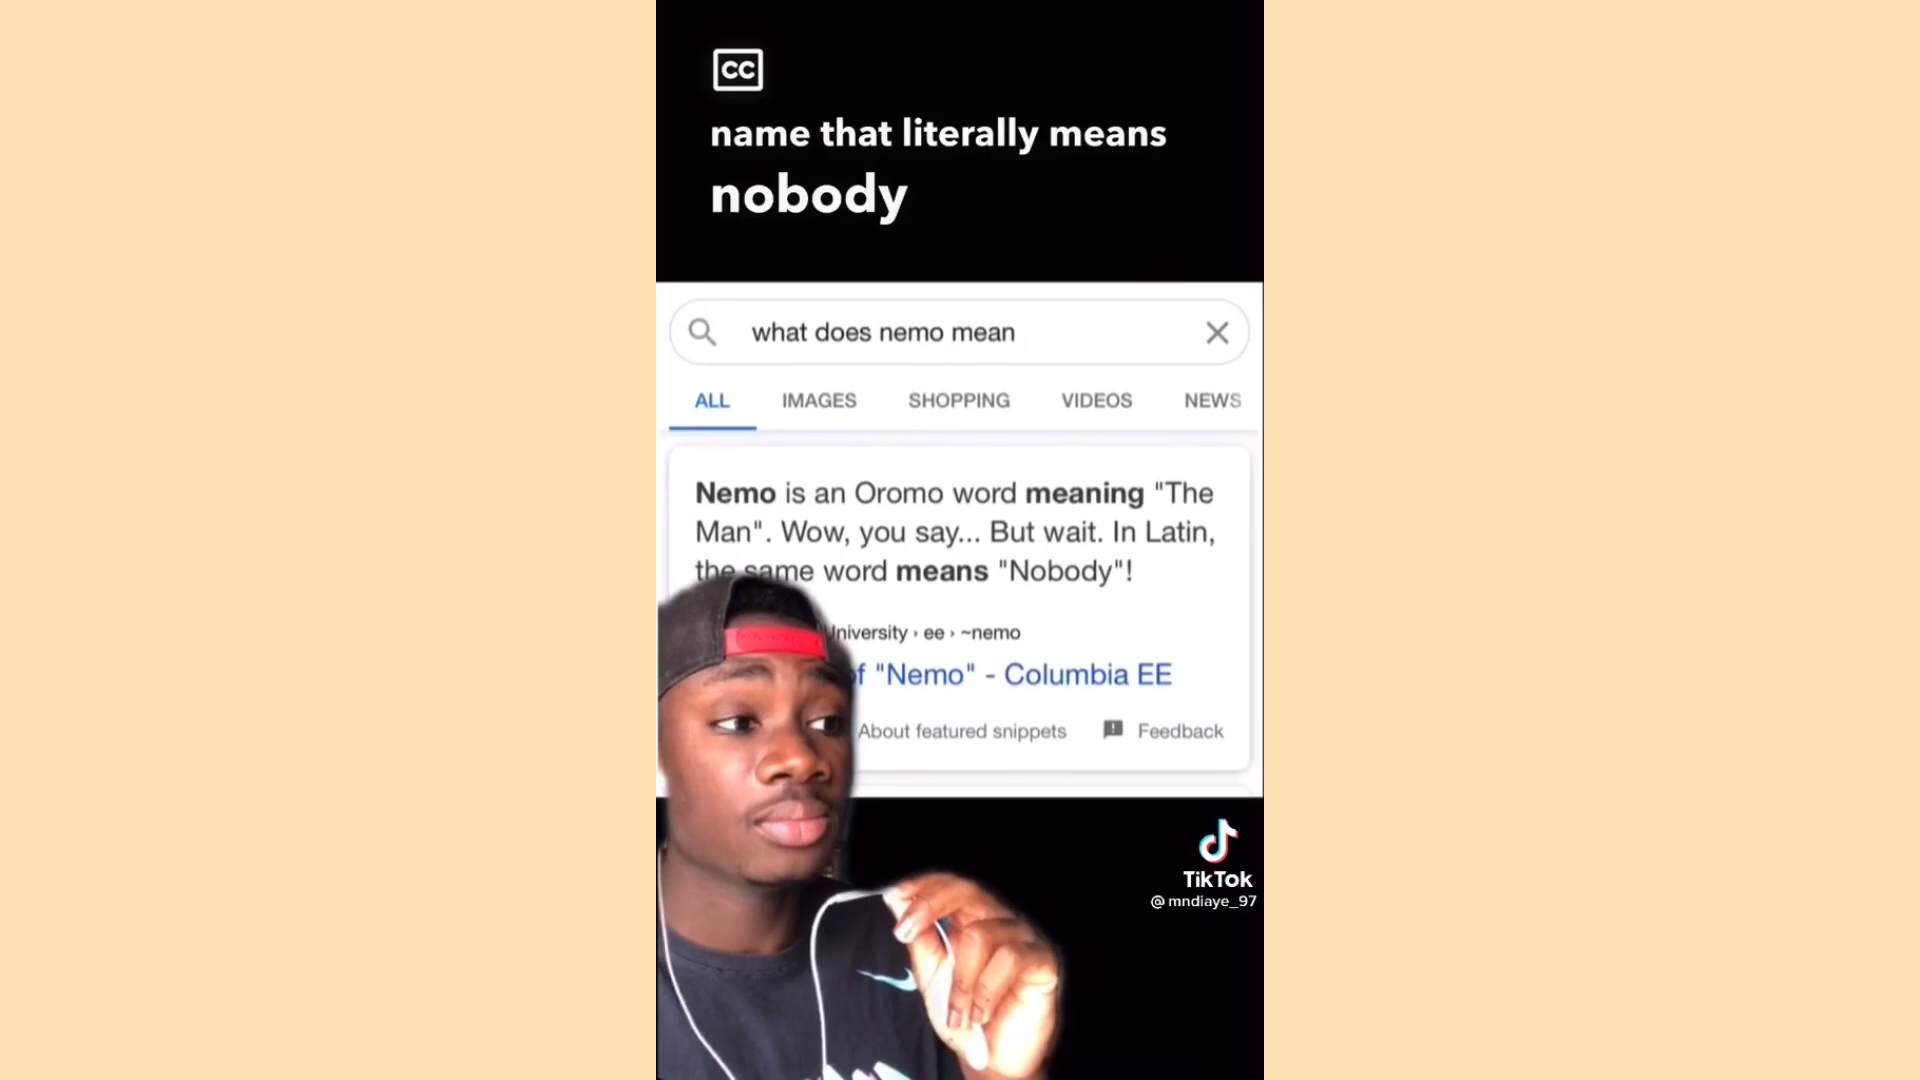 CC
name that literally means
nobody
what does nemo mean
ALL IMAGES SHOPPING VIDEOS NEWS
Nemo is an Oromo word meaning "The
Man". Wow, you say... But wait. In Latin,
the same word means "Nobody"!
University › ee › ~nemo
of "Nemo" - Columbia EE
About featured snippets Feedback
TikTok
@mndiaye_97